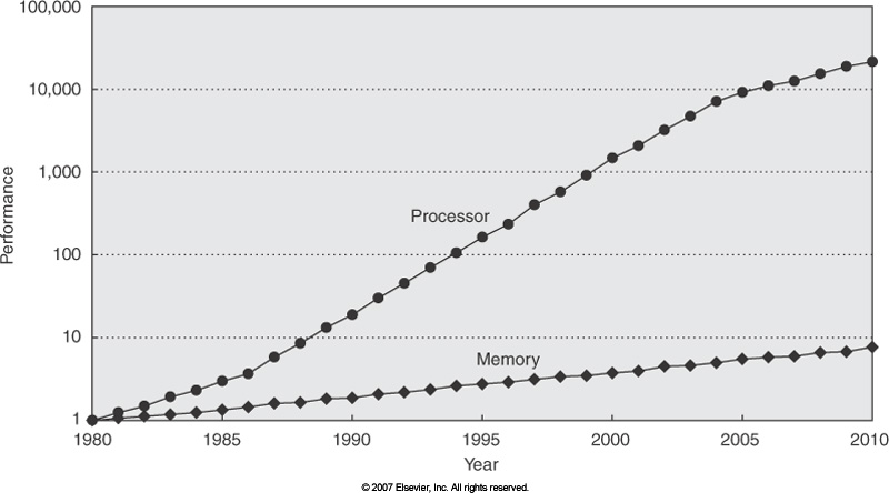 100,000
10,000
1,000
100
10
1
Performance
Processor
Memory
1980 1985 1990 1995 2000 2005 2010
Year
© 2007 Elsevier, Inc. All rights reserved.